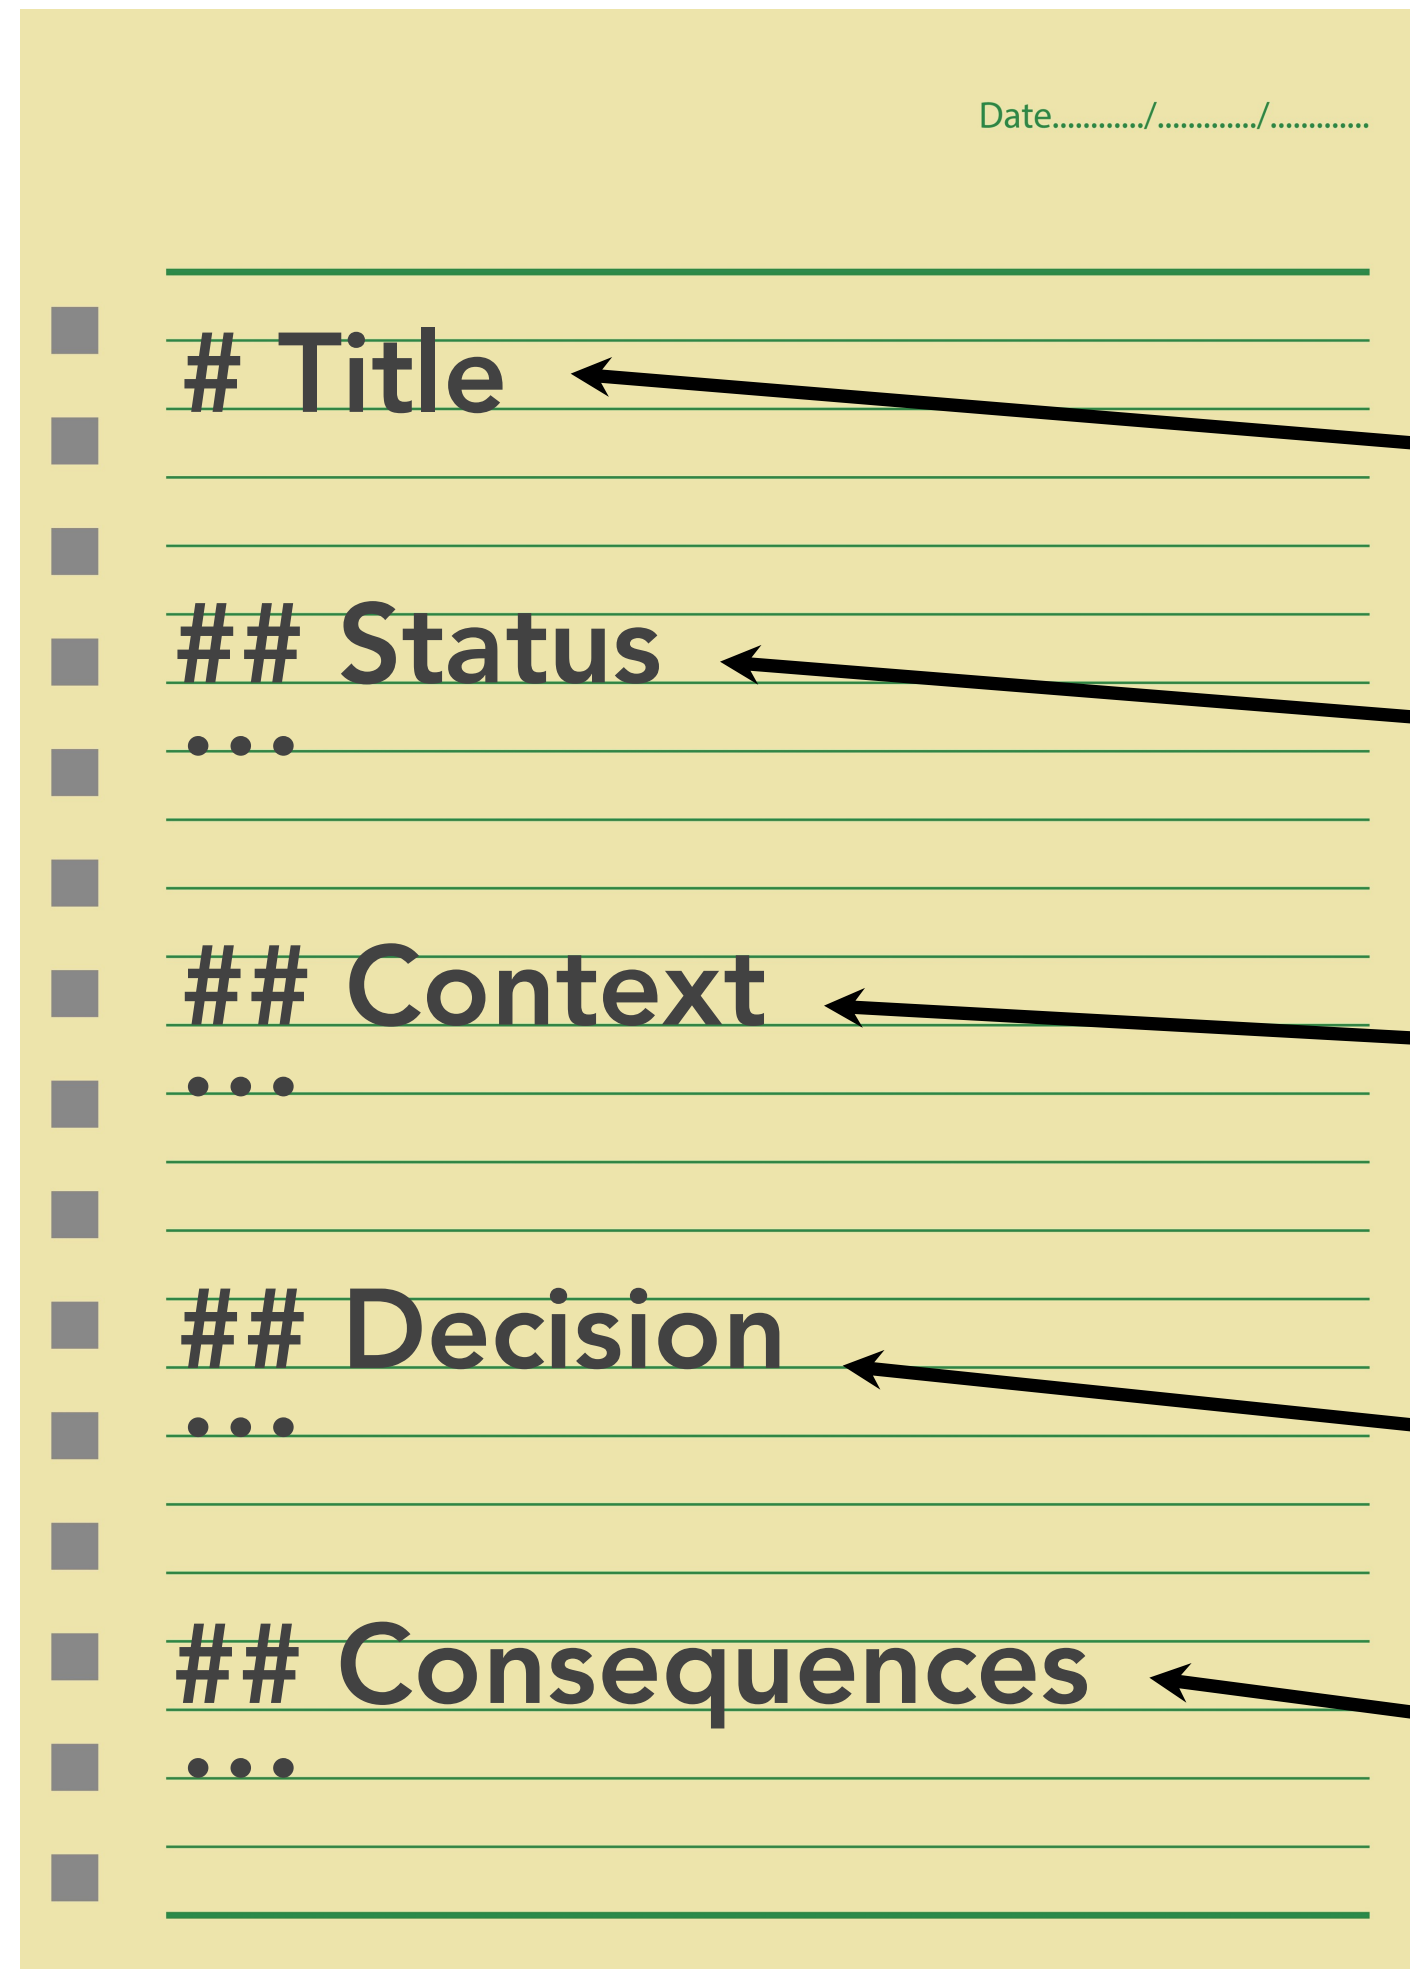 Date............/............./.............
# Title
## Status
...
## Context
...
## Decision
...
## Consequences
...